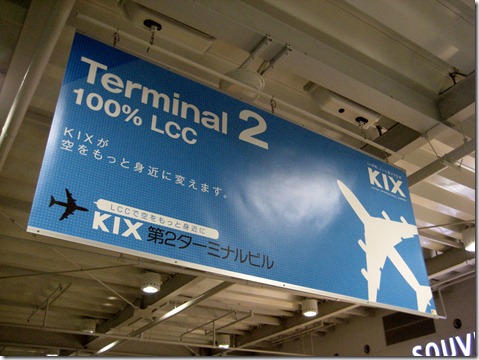 Terminal 2
100% LCC
KIXが
空をもっと身近に変えます。
KIX
LCCで空をもっと身近に
KIX 第2ターミナルビル
SOUV